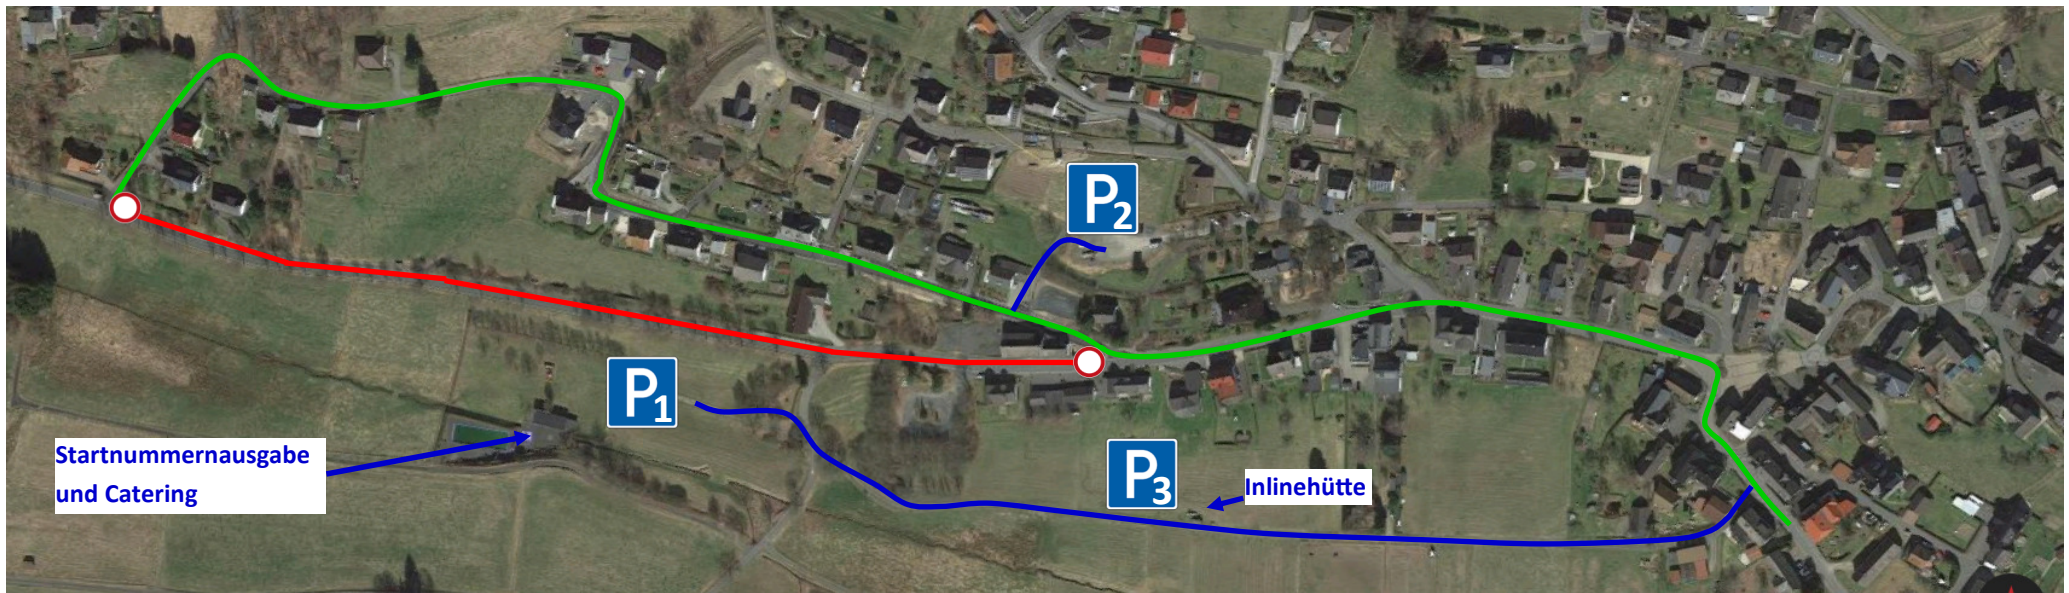 P2
P1
Startnummernausgabe
und Catering
P3
Inlinehütte